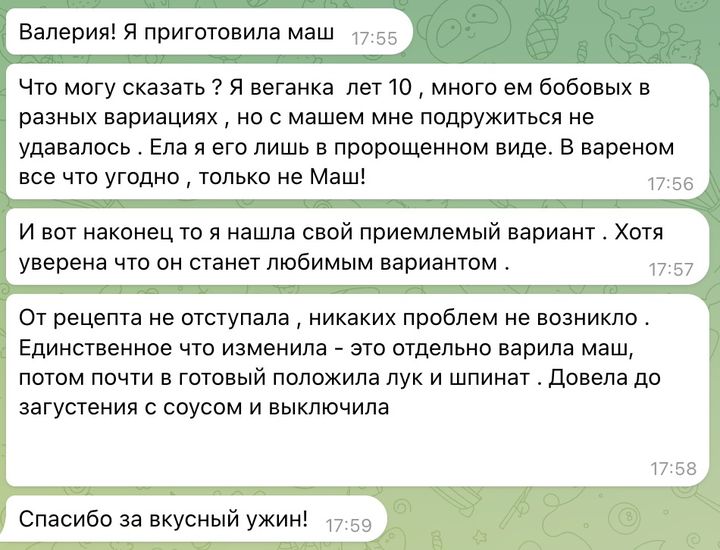 Валерия! Я приготовила маш 17:55
Что могу сказать ? Я веганка лет 10 , много ем бобовых в
разных вариациях , но с машем мне подружиться не
удавалось . Ела я его лишь в пророщенном виде. В вареном
все что угодно , только не Маш! 17:56
И вот наконец то я нашла свой приемлемый вариант . Хотя
уверена что он станет любимым вариантом . 17:57
От рецепта не отступала , никаких проблем не возникло .
Единственное что изменила - это отдельно варила маш,
потом почти в готовый положила лук и шпинат . Довела до
загустения с соусом и выключила
17:58
Спасибо за вкусный ужин! 17:59